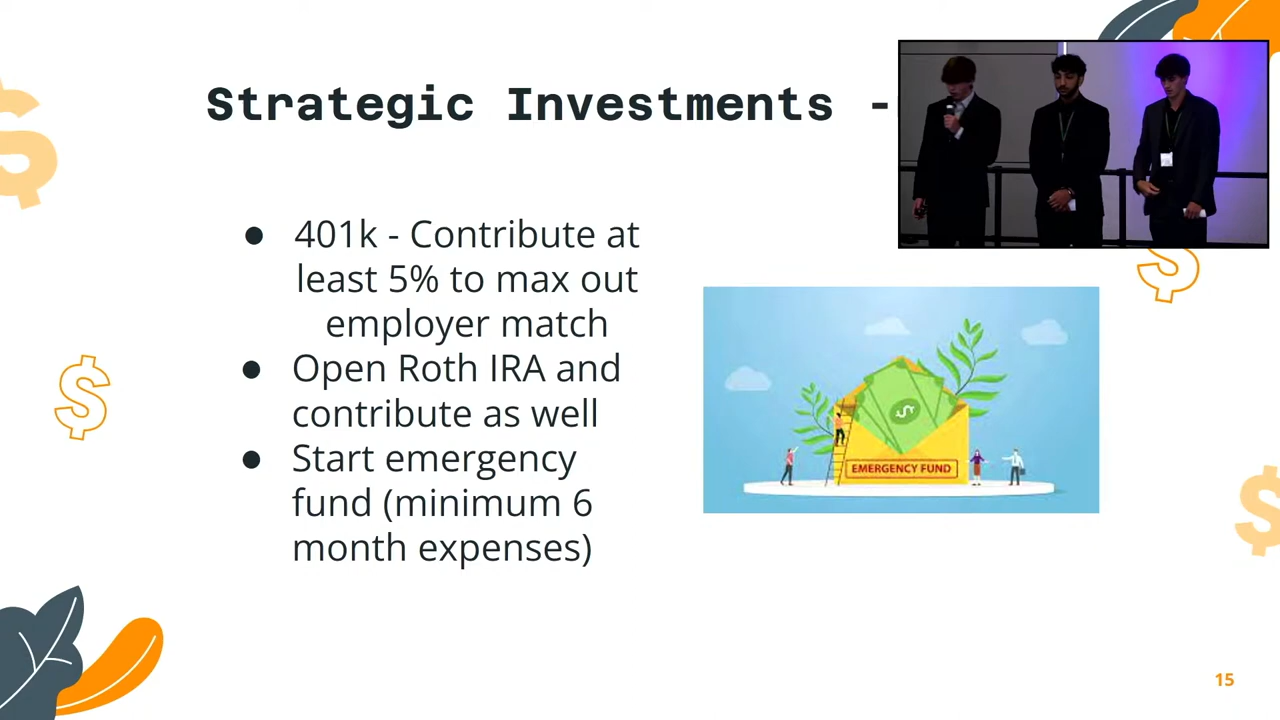 Strategic Investments -
● 401k - Contribute at
least 5% to max out
employer match
● Open Roth IRA and
contribute as well
● Start emergency
fund (minimum 6
month expenses)
$
EMERGENCY FUND
$
$
$
$
15